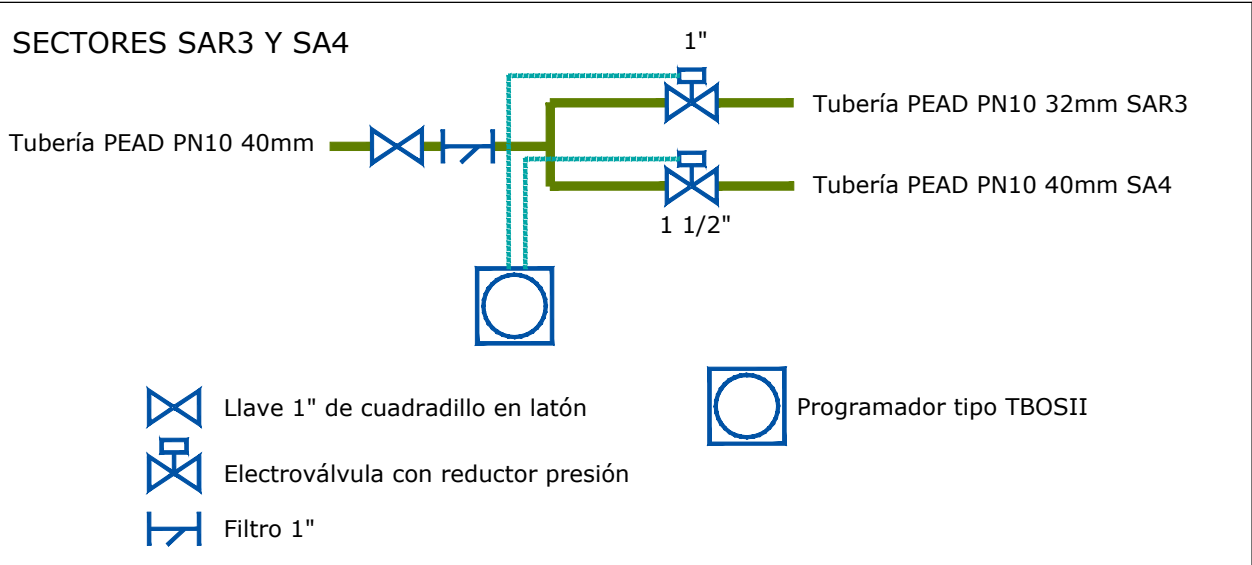 SECTORES SAR3 Y SA4
1"
Tubería PEAD PN10 32mm SAR3
Tubería PEAD PN10 40mm
Tubería PEAD PN10 40mm SA4
1 1/2"
Llave 1" de cuadradillo en latón
Programador tipo TBOSII
Electroválvula con reductor presión
Filtro 1"